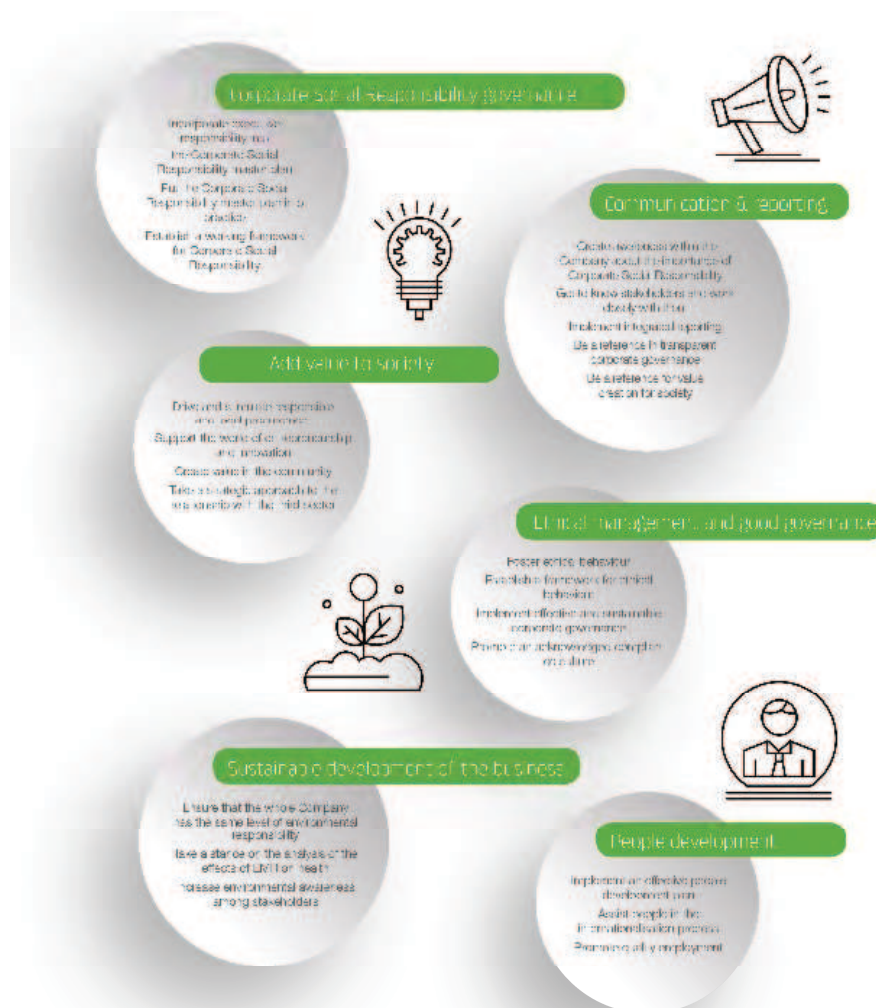 Corporate Social Responsibility governance
Incorporate executive
responsibility into
the Corporate Social
Responsibility master plan
Put the Corporate Social
Responsibility master plan into
practice
Establish a working framework
for Corporate Social
Responsibility
Communication & reporting
Create awareness within the
Company about the importance of
Corporate Social Responsibility
Get to know stakeholders and work
closely with them
Implement integrated reporting
Be a reference in transparent
corporate governance
Be a reference for value
creation for society
Add value to society
Drive and stimulate responsible
and local procurement
Support the world of entrepreneurship
and innovation
Create value in the community
Take a strategic approach to the
relationship with the third sector
Ethical management and good governance
Foster ethical behaviour
Establish a framework for ethical
behaviour
Implement effective and sustainable
corporate governance
Promote an acknowledged complian
ce culture
Sustainable development of the business
Ensure that the whole Company
has the same level of environmental
responsibility
Take a stance on the analysis of the
effects of EMFs on health
Increase environmental awareness
among stakeholders
People development
Implement an effective people
development plan
Assist people in the
internationalisation process
Promote quality employment